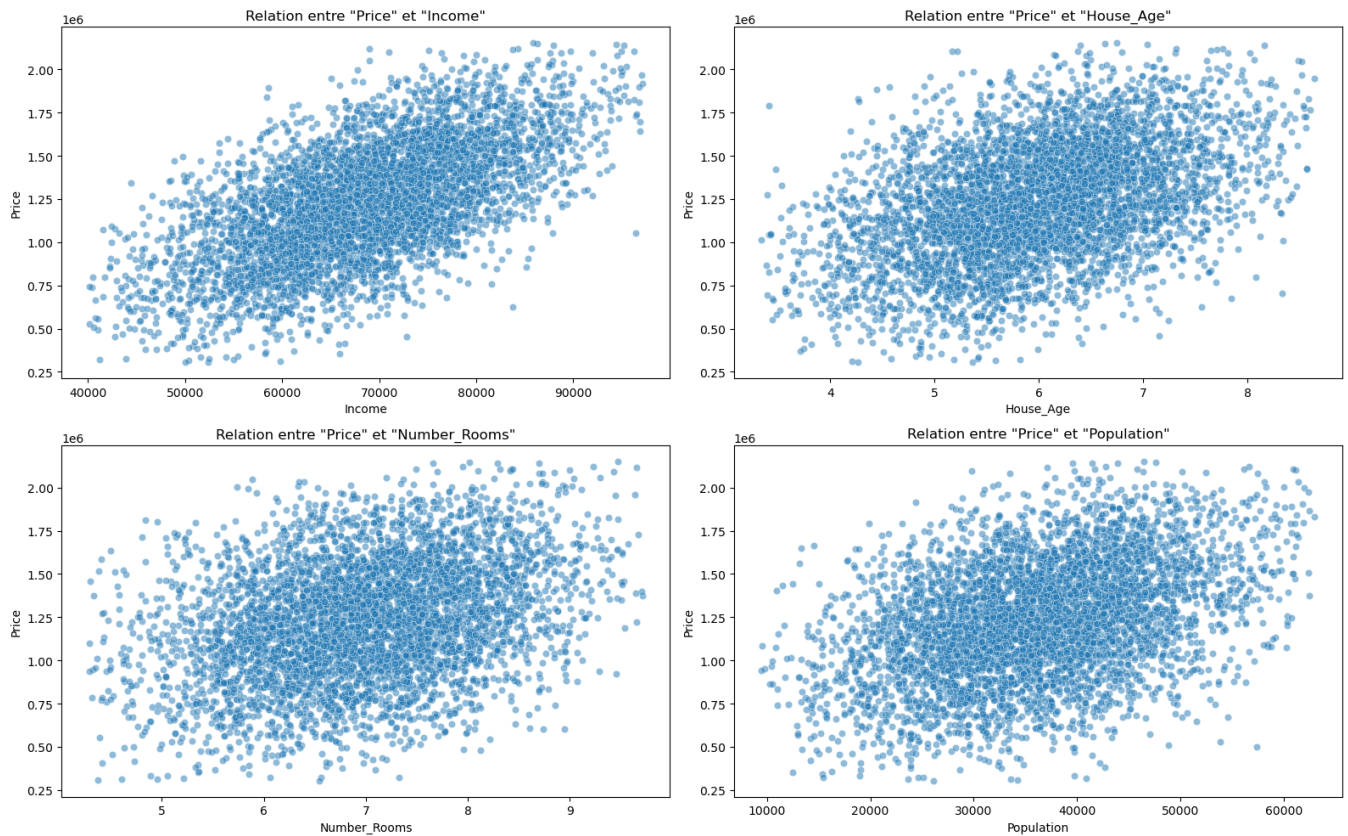 Relation entre "Price" et "Income"
1e6
2.00
1.75
1.50
1.25
1.00
0.75
0.50
0.25
Price
40000 50000 60000 70000 80000 90000
Income
Relation entre "Price" et "House_Age"
1e6
2.00
1.75
1.50
1.25
1.00
0.75
0.50
0.25
Price
4 5 6 7 8
House_Age
Relation entre "Price" et "Number_Rooms"
1e6
2.00
1.75
1.50
1.25
1.00
0.75
0.50
0.25
Price
5 6 7 8 9
Number_Rooms
Relation entre "Price" et "Population"
1e6
2.00
1.75
1.50
1.25
1.00
0.75
0.50
0.25
Price
10000 20000 30000 40000 50000 60000
Population